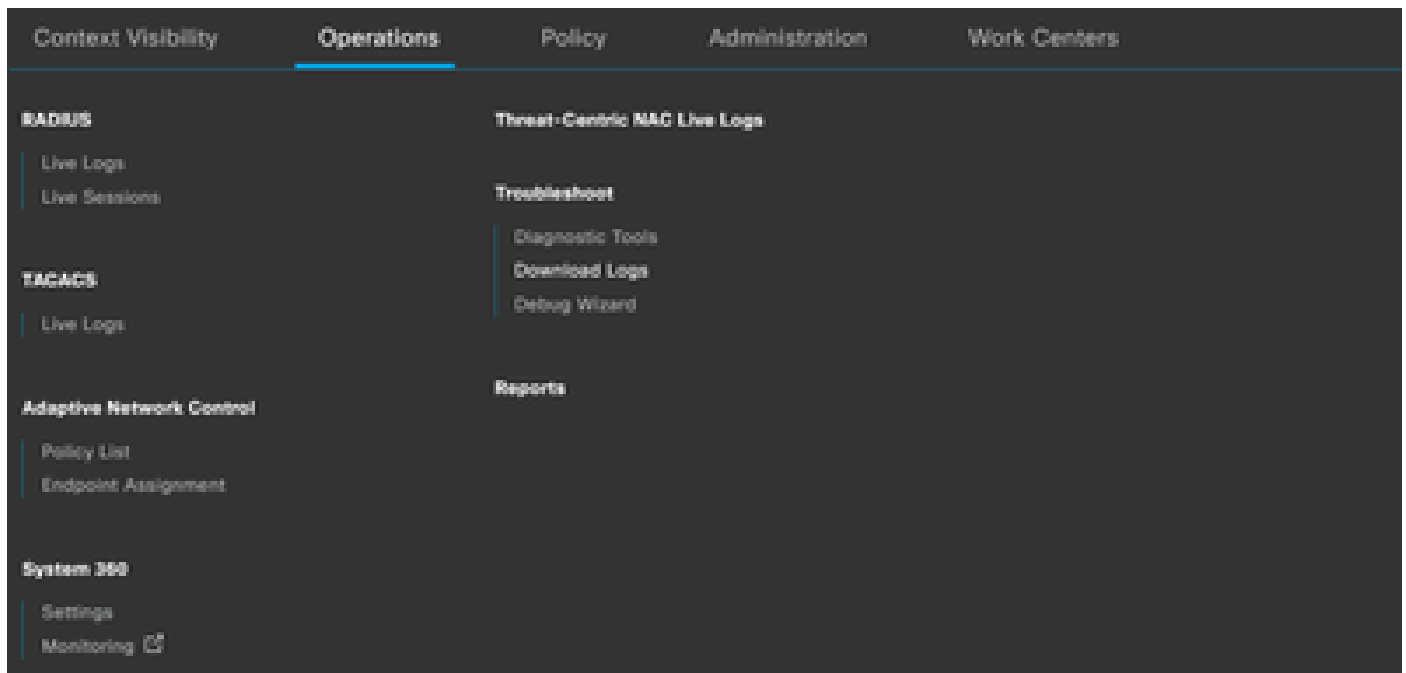 Context Visibility Operations Policy Administration Work Centers
RADIUS
Live Logs
Live Sessions
TACACS
Live Logs
Adaptive Network Control
Policy List
Endpoint Assignment
System 360
Settings
Monitoring
Threat-Centric NAC Live Logs
Troubleshoot
Diagnostic Tools
Download Logs
Debug Wizard
Reports